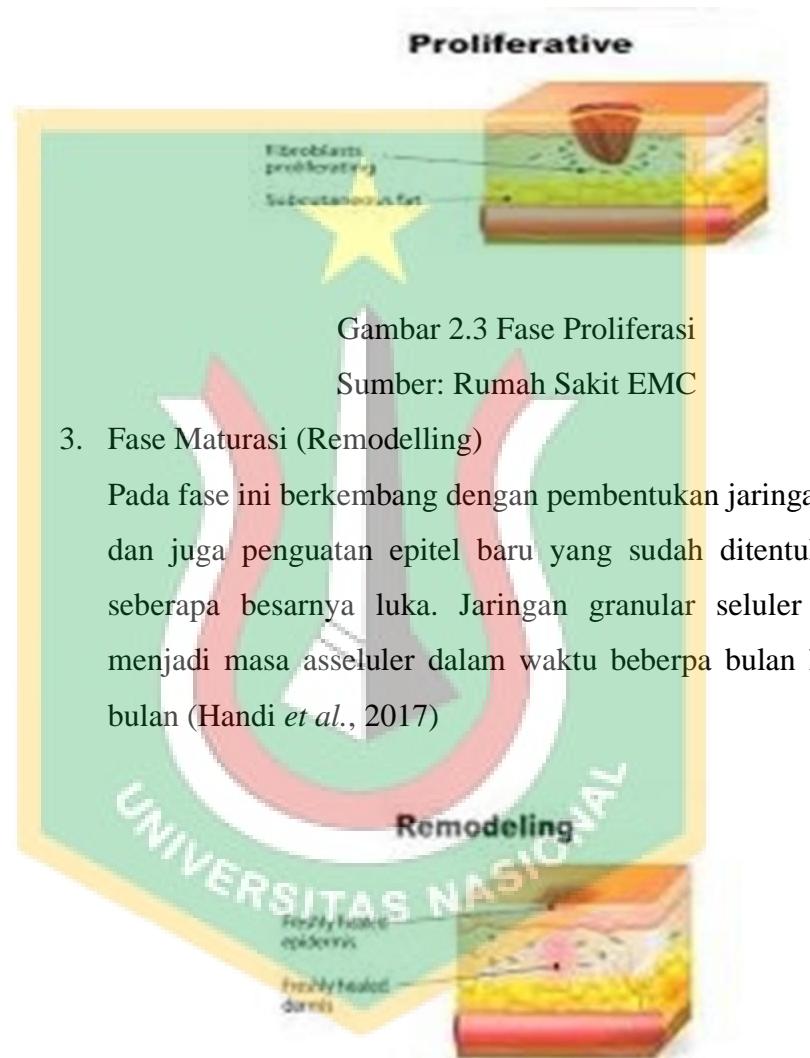 Proliferative
Fibroblasts
proliferating
Subcutaneous fat
Gambar 2.3 Fase Proliferasi
Sumber: Rumah Sakit EMC
3. Fase Maturasi (Remodelling)
Pada fase ini berkembang dengan pembentukan
dan juga penguatan epitel baru yang sudah
seberapa besarnya luka. Jaringan granular seluler
menjadi masa asseluler dalam waktu beberpa bulan
bulan (Handi et al., 2017)
Remodeling
Freshly healed
epidermis
Freshly healed
dermis
UNIVERSITAS NASIONAL